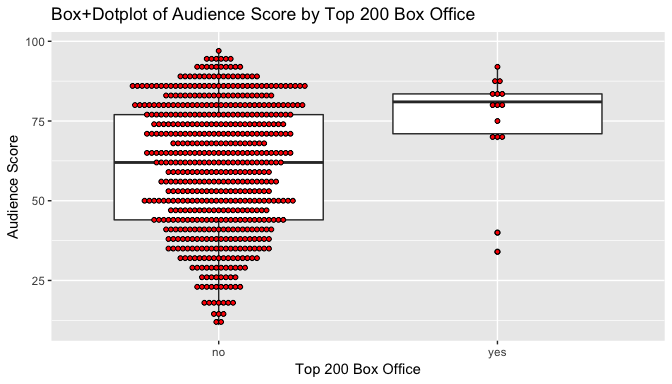 Box+Dotplot of Audience Score by Top 200 Box Office
100
75
50
25
Audience Score
no
yes
Top 200 Box Office